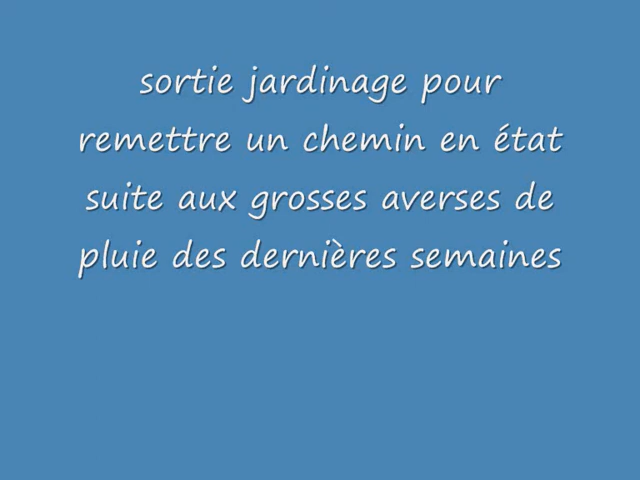 sortie jardinage pour
remettre un chemin en état
suite aux grosses averses de
pluie des dernières semaines